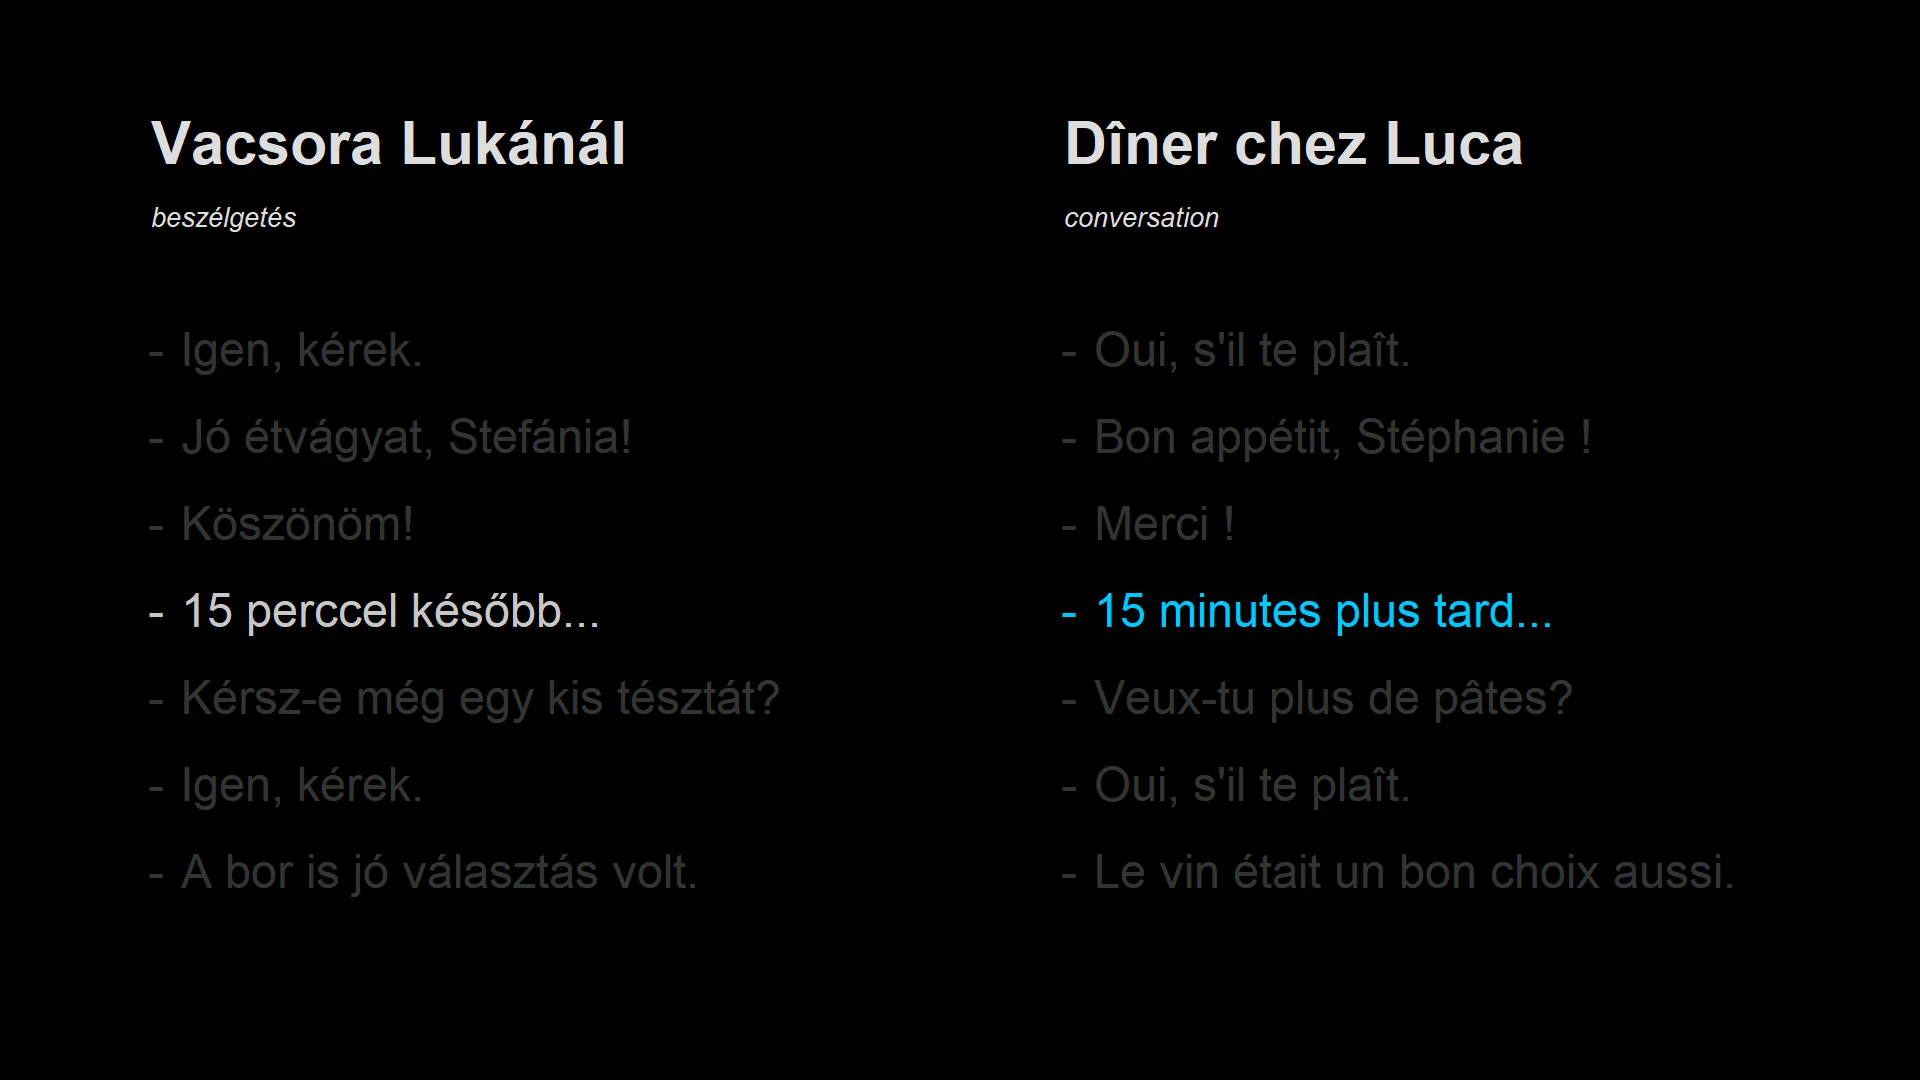 Vacsora Lukánál
beszélgetés
- Igen, kérek.
- Jó étvágyat, Stefánia!
- Köszönöm!
- 15 perccel később...
- Kérsz-e még egy kis tésztát?
- Igen, kérek.
- A bor is jó választás volt.
Dîner chez Luca
conversation
- Oui, s'il te plaît.
- Bon appétit, Stéphanie !
- Merci !
- 15 minutes plus tard...
- Veux-tu plus de pâtes?
- Oui, s'il te plaît.
- Le vin était un bon choix aussi.